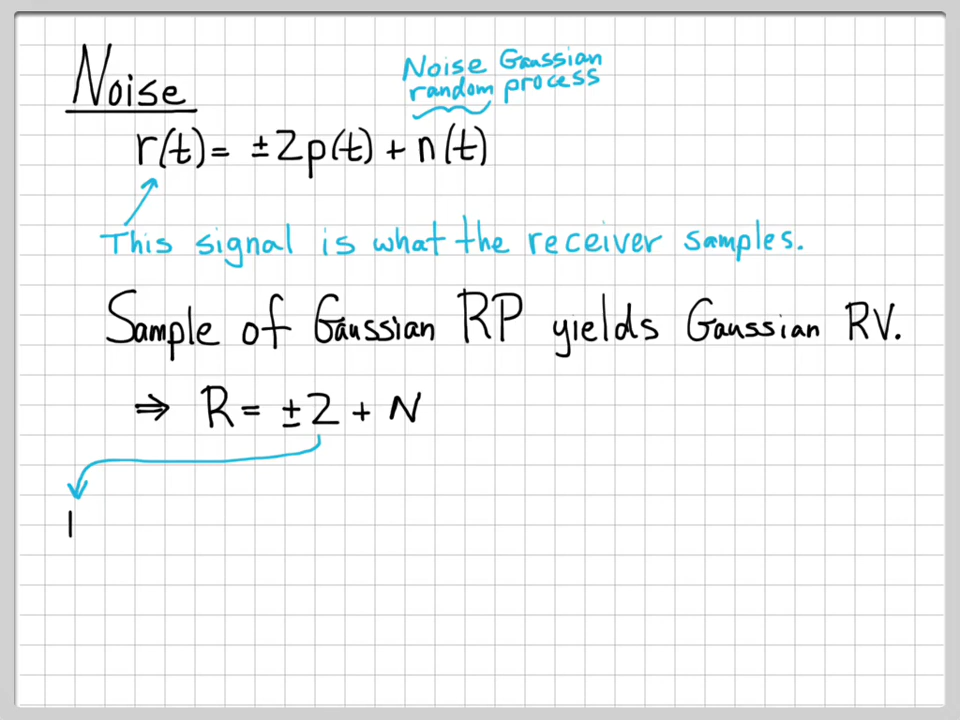 Noise
Noise Gaussian
random process
r(t) = ±2p(t) + n(t)
This signal is what the receiver samples.
Sample of Gaussian RP yields Gaussian RV.
⇒ R = ±2 + N